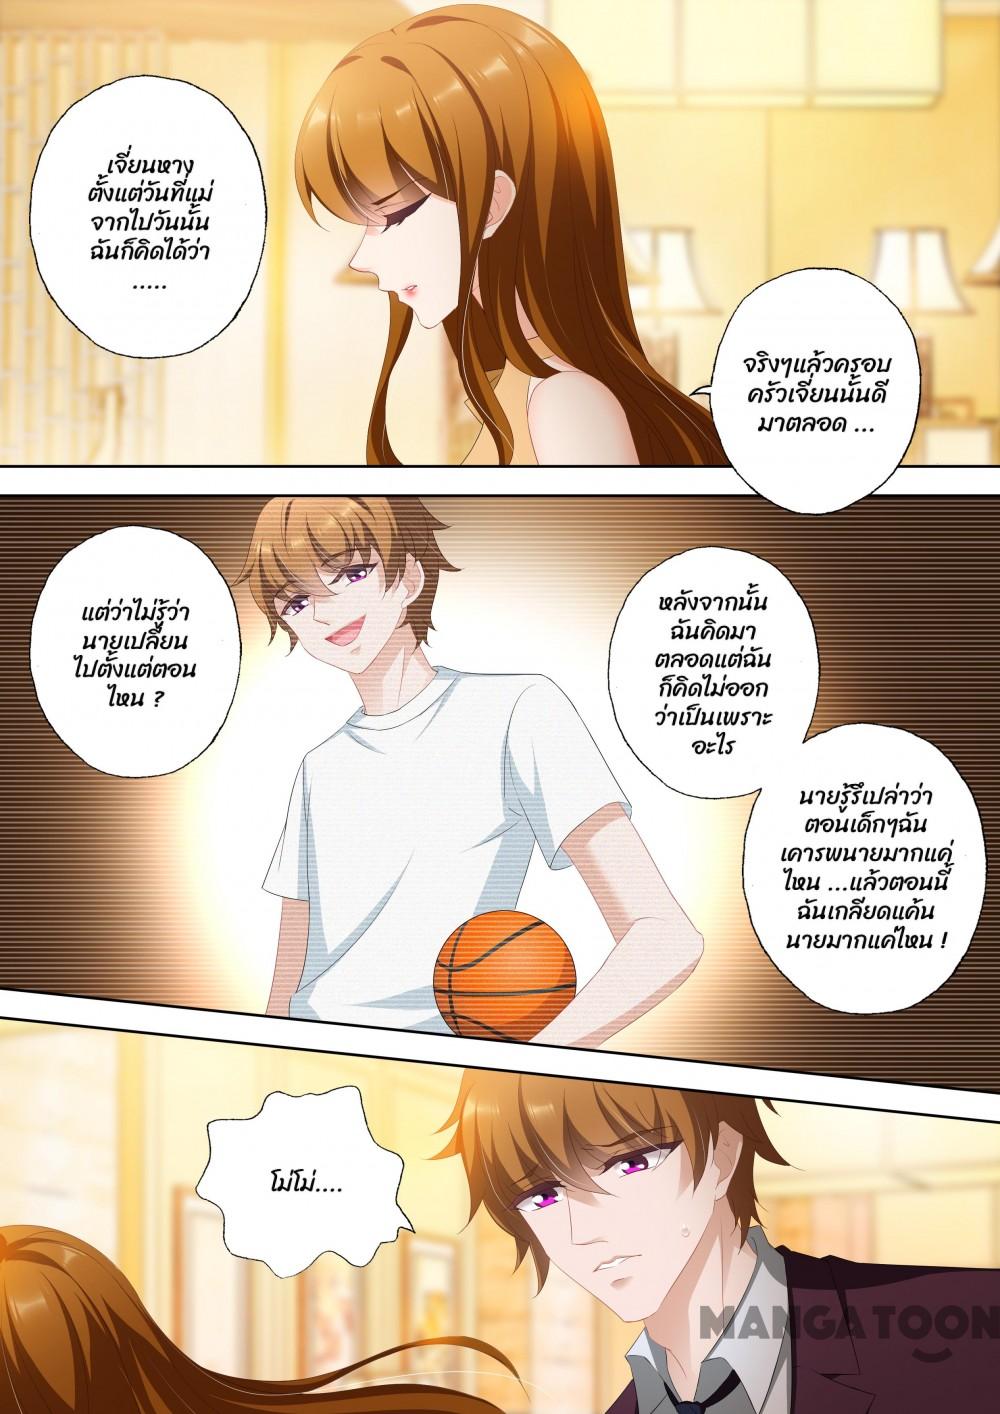 เจี่ยนหาง
ตั้งแต่วันที่แม่
จากไปวันนั้น
ฉันก็คิดได้ว่า
.....
จริงๆแล้วครอบ
ครัวเจี่ยนนั้นดี
มาตลอด ...
แต่ว่าไม่รู้ว่า
นายเปลี่ยน
ไปตั้งแต่ตอน
ไหน ?
หลังจากนั้น
ฉันคิดมา
ตลอดแต่ฉัน
ก็คิดไม่ออก
ว่าเป็นเพราะ
อะไร
นายรู้รึเปล่าว่า
ตอนเด็กๆฉัน
เคารพนายมากแค่
ไหน ...แล้วตอนนี้
ฉันเกลียดแค้น
นายมากแค่ไหน !
โม่โม่....
MANGATOON